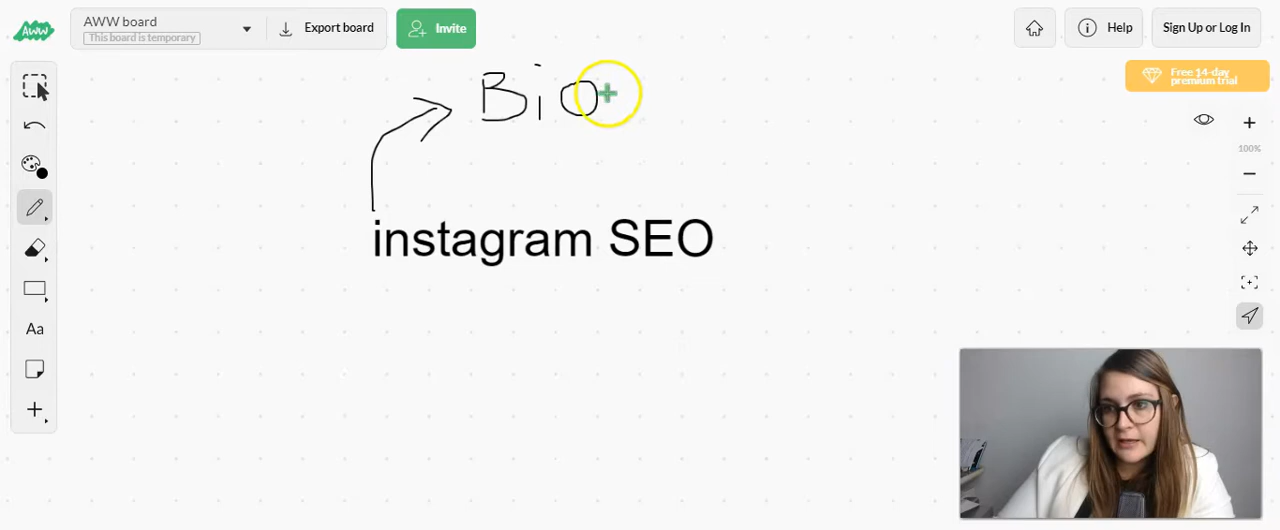 AWW
AWW board
This board is temporary
Export board
Invite
Help
Sign Up or Log In
Free 14-day
premium trial
100%
Bio
instagram SEO
Aa